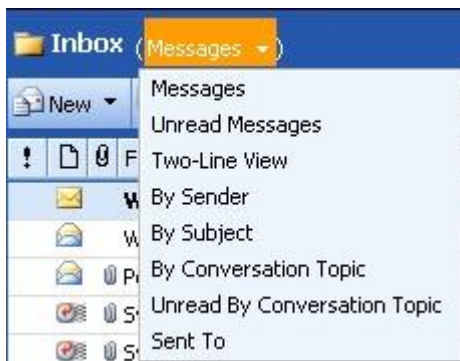 Inbox (Messages)
Messages
New
Unread Messages
! F
Two-Line View
By Sender
By Subject
By Conversation Topic
Unread By Conversation Topic
Sent To